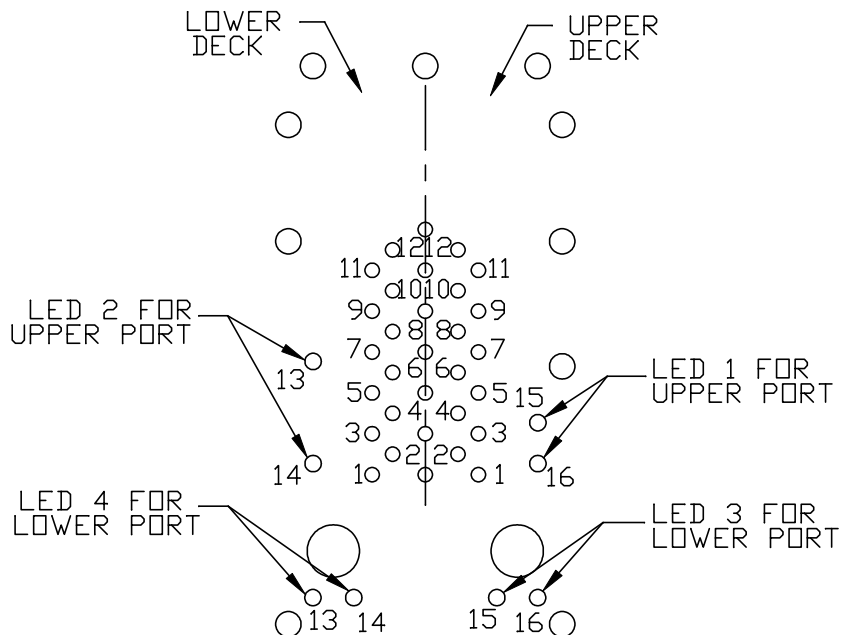 LOWER
DECK
UPPER
DECK
12 12
11 11
10 10
9 9
LED 2 FOR
UPPER PORT
8 8
7 7
6 6
13
LED 1 FOR
UPPER PORT
5 5
15
4 4
3 3
2 2
14
1 1
16
LED 4 FOR
LOWER PORT
LED 3 FOR
LOWER PORT
13 14
15 16